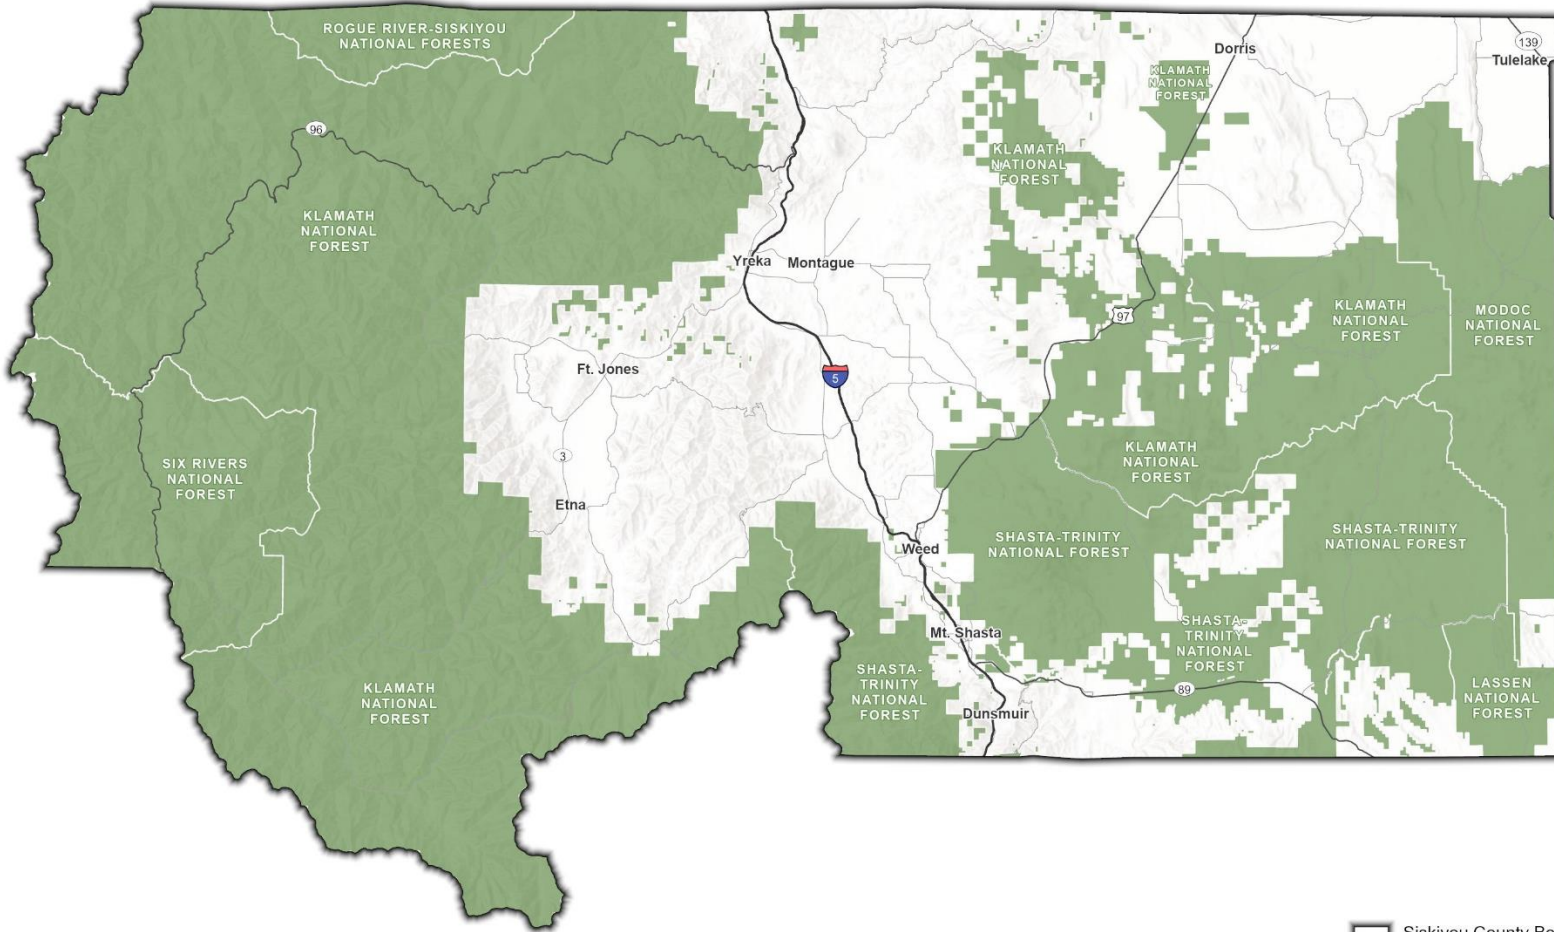 ROGUE RIVER-SISKIYOU
NATIONAL FORESTS
139
Tulelake
Dorris
KLAMATH
NATIONAL
FOREST
96
KLAMATH
NATIONAL
FOREST
KLAMATH
NATIONAL
FOREST
Yreka
Montague
97
KLAMATH
NATIONAL
FOREST
MODOC
NATIONAL
FOREST
Ft. Jones
5
3
SIX RIVERS
NATIONAL
FOREST
KLAMATH
NATIONAL
FOREST
Etna
Weed
SHASTA-TRINITY
NATIONAL FOREST
SHASTA-TRINITY
NATIONAL FOREST
Mt. Shasta
SHASTA-
TRINITY
NATIONAL
FOREST
KLAMATH
NATIONAL
FOREST
SHASTA-
TRINITY
NATIONAL
FOREST
89
LASSEN
NATIONAL
FOREST
Dunsmuir
Siskiyou County Bo